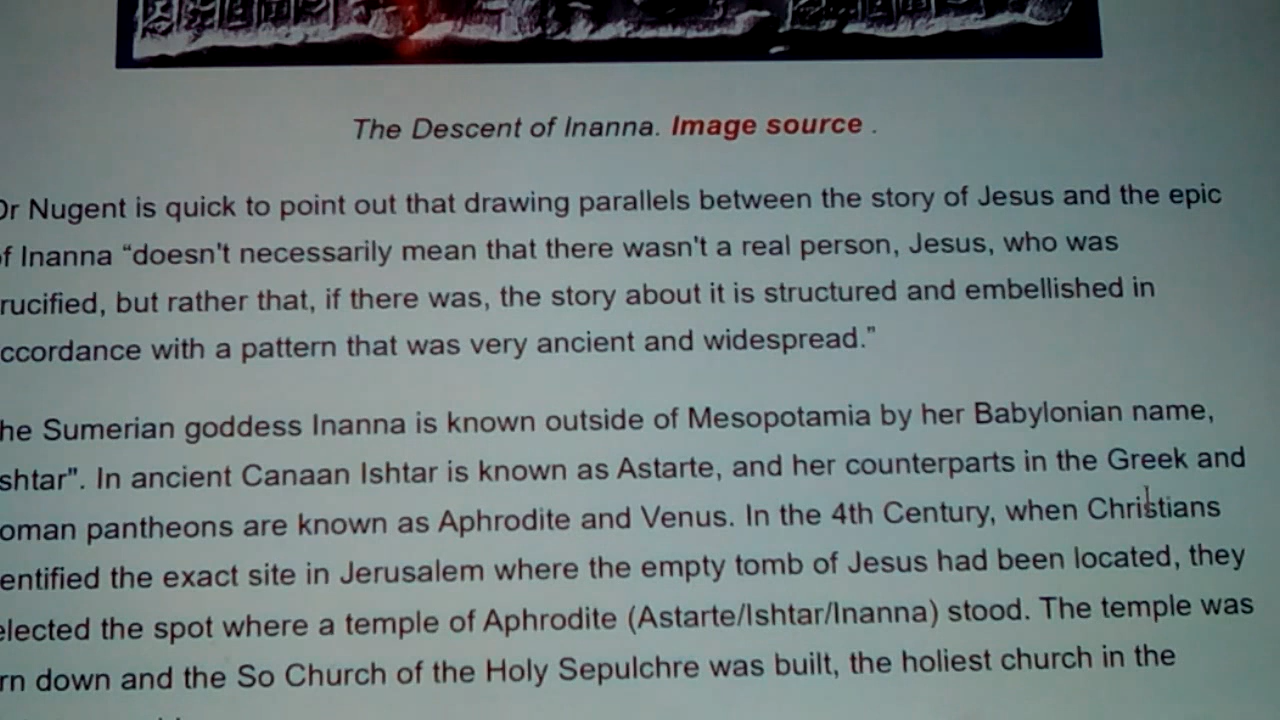 The Descent of Inanna. Image source .
Dr Nugent is quick to point out that drawing parallels between the story of Jesus and the epic
of Inanna “doesn't necessarily mean that there wasn't a real person, Jesus, who was
rucified, but rather that, if there was, the story about it is structured and embellished in
ccordance with a pattern that was very ancient and widespread.”
he Sumerian goddess Inanna is known outside of Mesopotamia by her Babylonian name,
shtar". In ancient Canaan Ishtar is known as Astarte, and her counterparts in the Greek and
oman pantheons are known as Aphrodite and Venus. In the 4th Century, when Christians
entified the exact site in Jerusalem where the empty tomb of Jesus had been located, they
elected the spot where a temple of Aphrodite (Astarte/Ishtar/Inanna) stood. The temple was
rn down and the So Church of the Holy Sepulchre was built, the holiest church in the